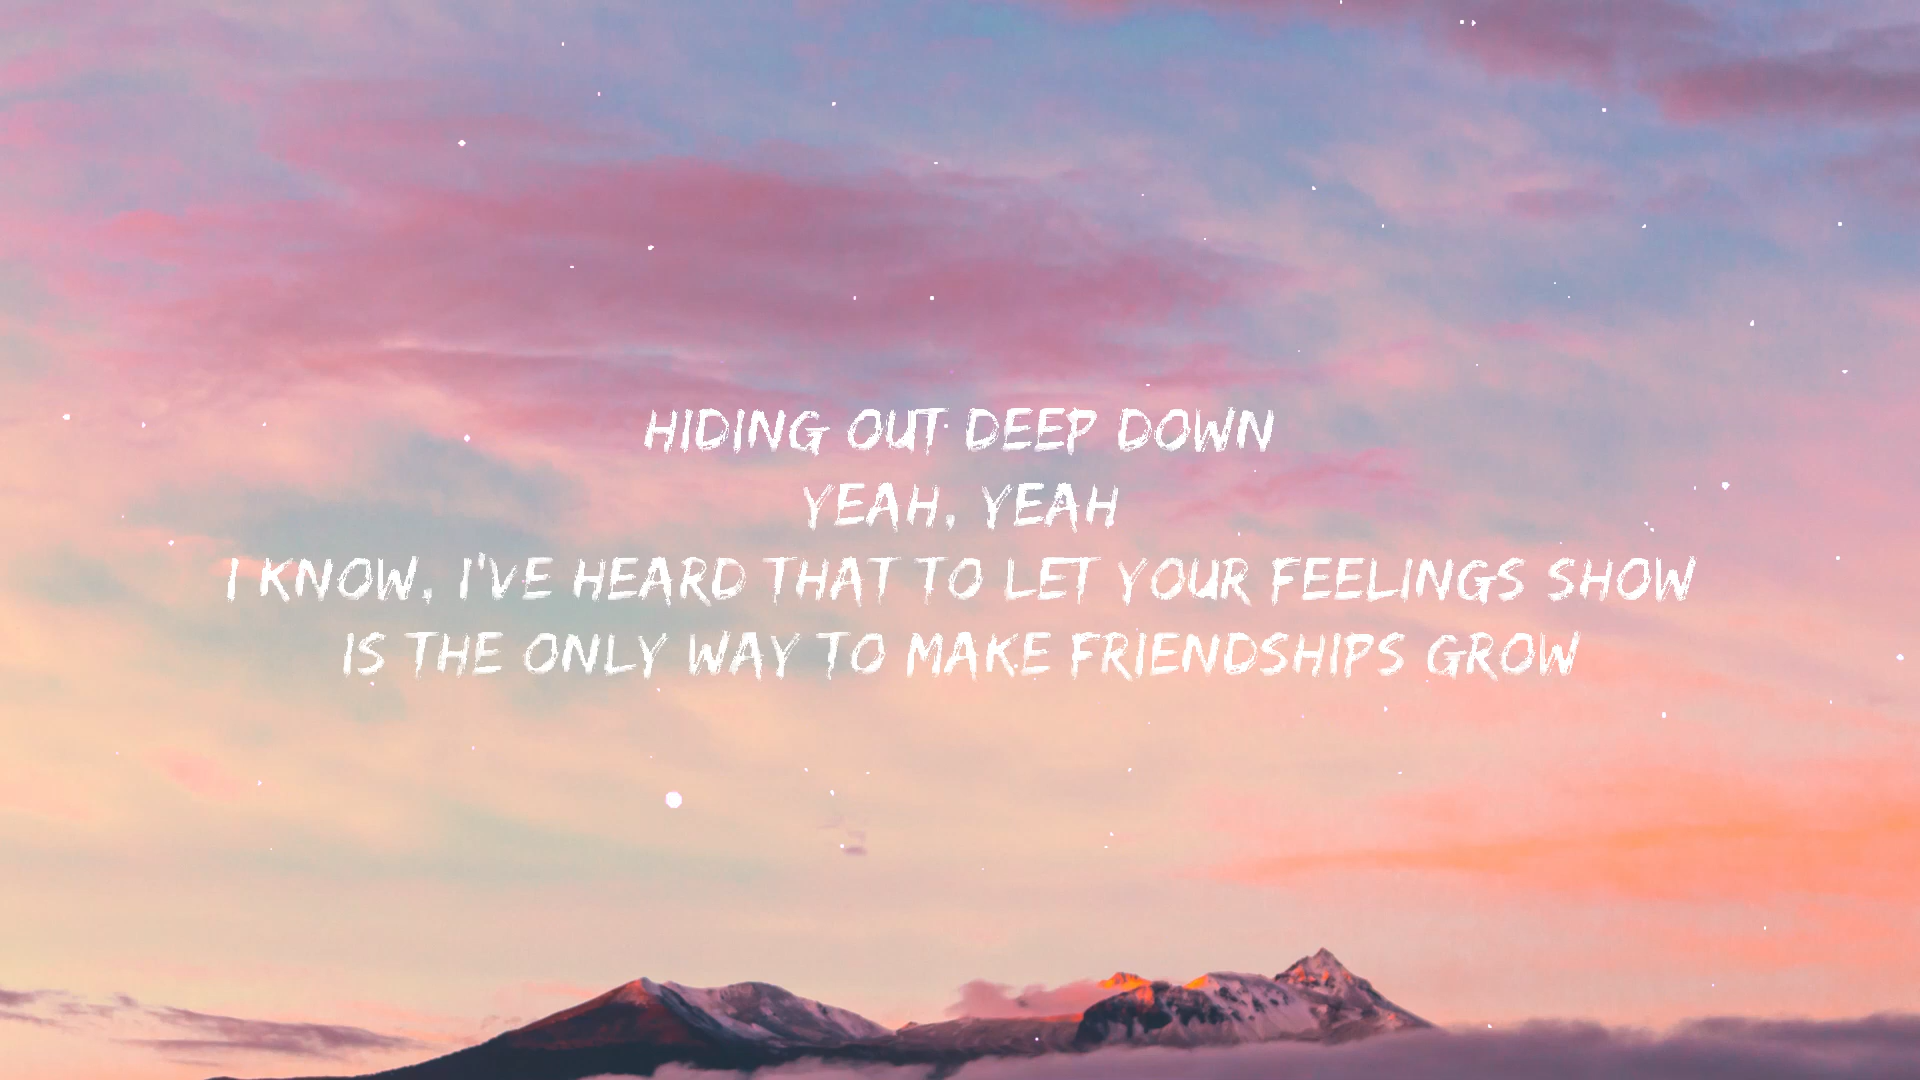 HIDING OUT DEEP DOWN
YEAH, YEAH
I KNOW, I'VE HEARD THAT TO LET YOUR FEELINGS SHOW
IS THE ONLY WAY TO MAKE FRIENDSHIPS GROW